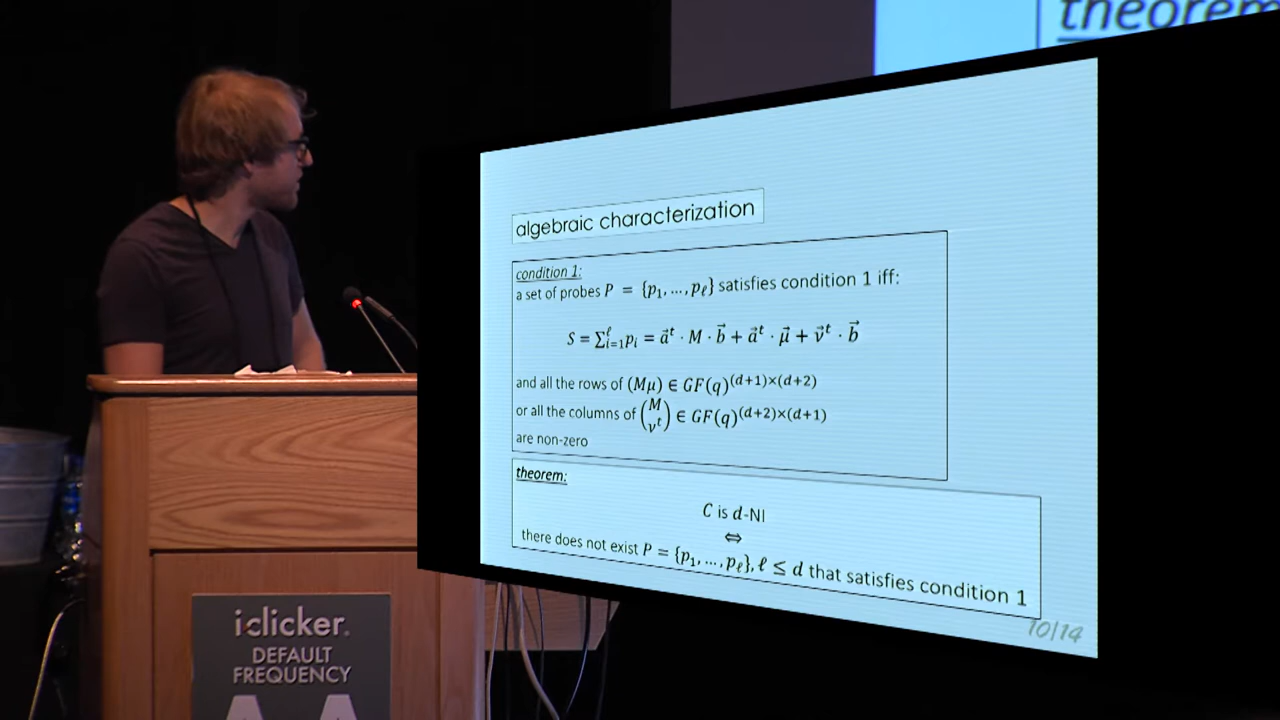 theorem
algebraic characterization
condition 1:
a set of probes P = {p₁, ..., p_ℓ} satisfies condition 1 iff:
S = ∑ᵢ₌₁^ℓ pᵢ = a⃗ᵗ · M · b⃗ + a⃗ᵗ · μ⃗ + ν⃗ᵗ · b⃗
and all the rows of (Mμ) ∈ GF(q)^(d+1)×(d+2)
or all the columns of (M νᵗ) ∈ GF(q)^(d+2)×(d+1)
are non-zero
theorem:
C is d-NI
⇔
there does not exist P = {p₁, ..., p_ℓ}, ℓ ≤ d that satisfies condition 1
10/14
iclicker.
DEFAULT
FREQUENCY
AA